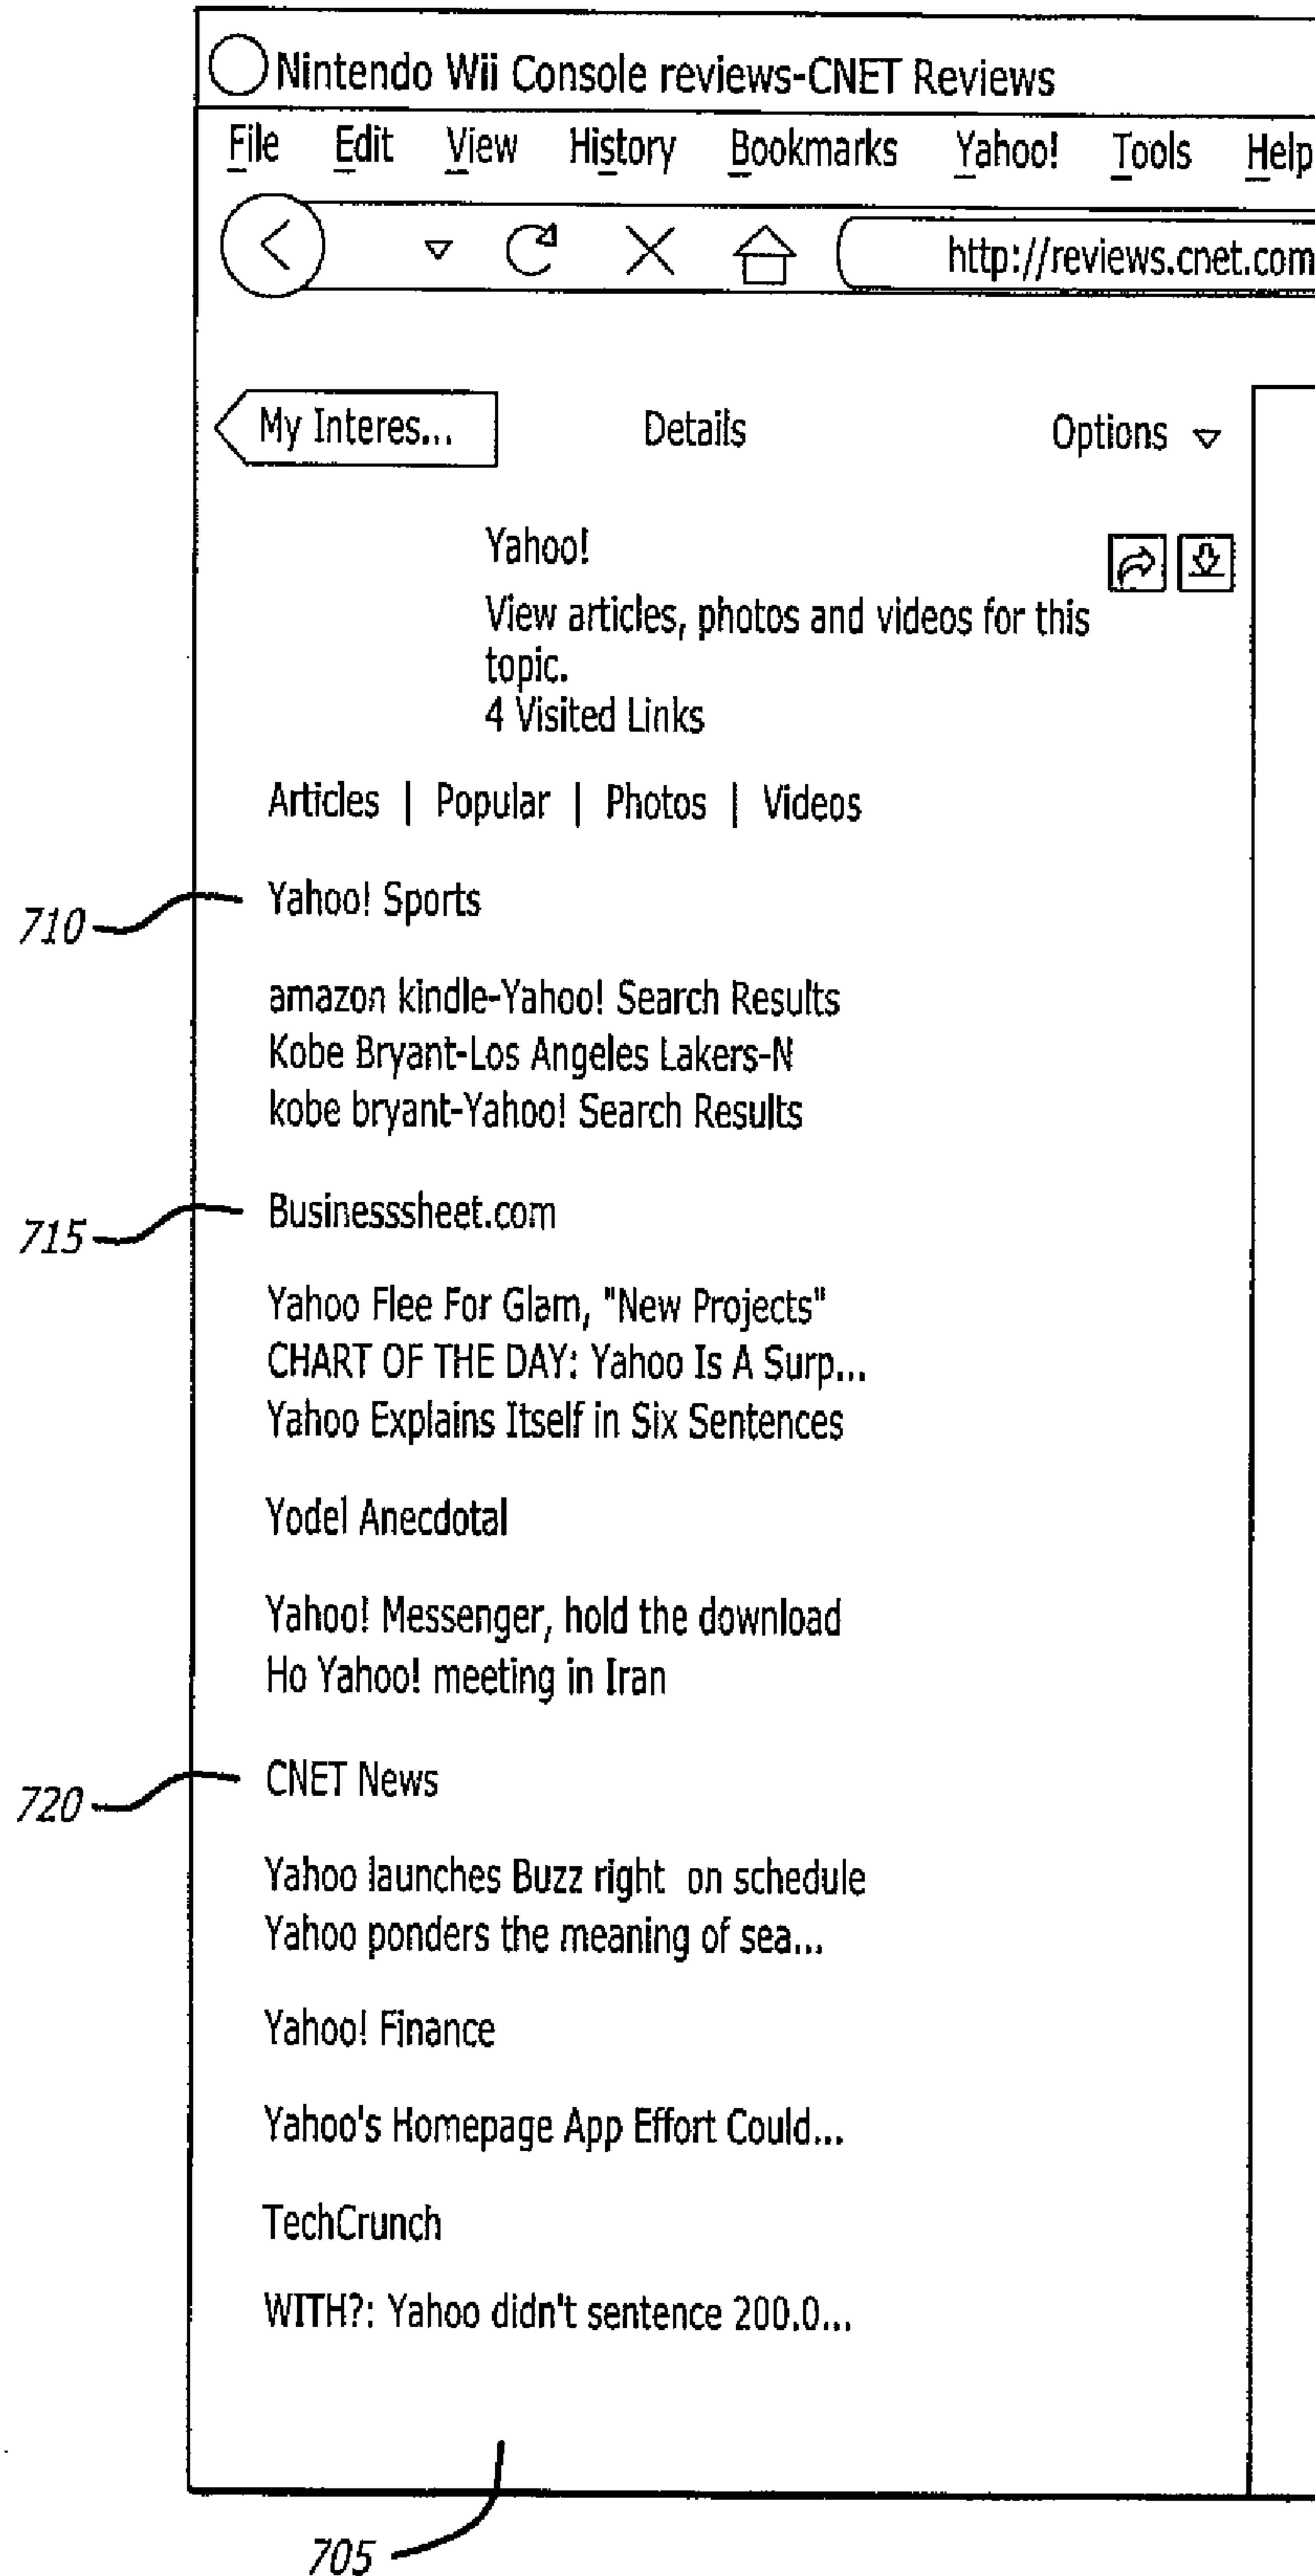 Nintendo Wii Console reviews-CNET Reviews
File Edit View History Bookmarks Yahoo! Tools Help
http://reviews.cnet.com
My Interes... Details Options
Yahoo!
View articles, photos and videos for this
topic.
4 Visited Links
Articles | Popular | Photos | Videos
710 Yahoo! Sports
amazon kindle-Yahoo! Search Results
Kobe Bryant-Los Angeles Lakers-N
kobe bryant-Yahoo! Search Results
715 Businesssheet.com
Yahoo Flee For Glam, "New Projects"
CHART OF THE DAY: Yahoo Is A Surp...
Yahoo Explains Itself in Six Sentences
Yodel Anecdotal
Yahoo! Messenger, hold the download
Ho Yahoo! meeting in Iran
720 CNET News
Yahoo launches Buzz right on schedule
Yahoo ponders the meaning of sea...
Yahoo! Finance
Yahoo's Homepage App Effort Could...
TechCrunch
WITH?: Yahoo didn't sentence 200.0...
705